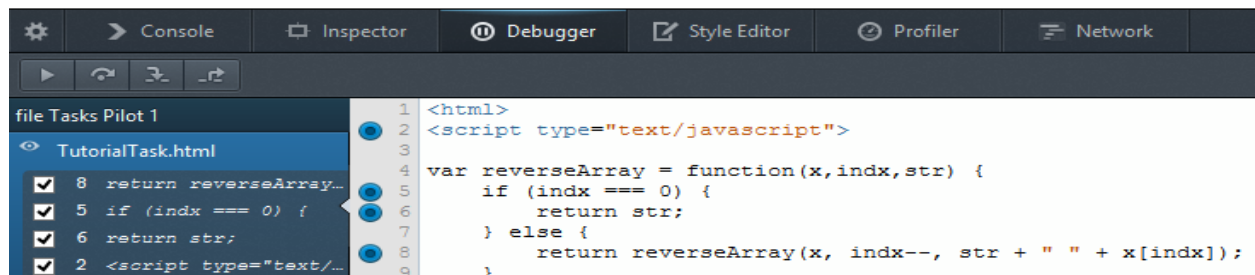 Console Inspector Debugger Style Editor Profiler Network
file Tasks Pilot 1
TutorialTask.html
8 return reverseArray…
5 if (indx === 0) {
6 return str;
2 <script type="text/…
1 <html>
2 <script type="text/javascript">
3
4 var reverseArray = function(x,indx,str) {
5 if (indx === 0) {
6 return str;
7 } else {
8 return reverseArray(x, indx--, str + " " + x[indx]);
9 }